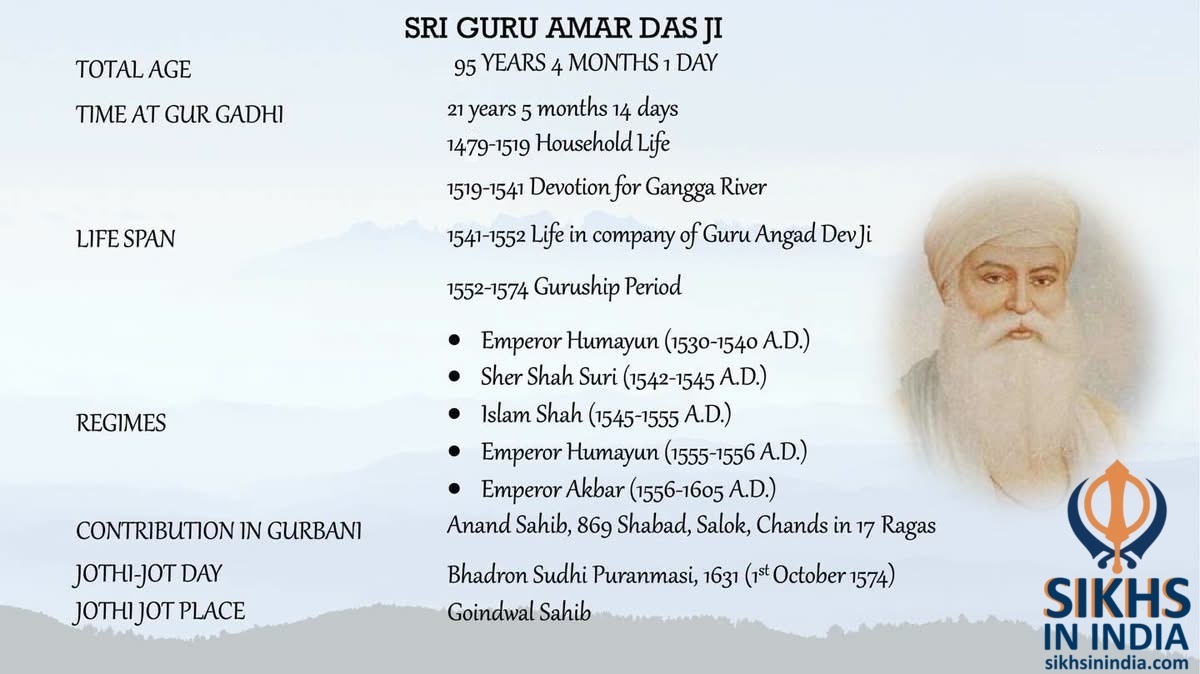 SRI GURU AMAR DAS JI
TOTAL AGE 95 YEARS 4 MONTHS 1 DAY
TIME AT GUR GADHI 21 years 5 months 14 days
1479-1519 Household Life
1519-1541 Devotion for Gangga River
LIFE SPAN 1541-1552 Life in company of Guru Angad Dev Ji
1552-1574 Guruship Period
• Emperor Humayun (1530-1540 A.D.)
• Sher Shah Suri (1542-1545 A.D.)
REGIMES • Islam Shah (1545-1555 A.D.)
• Emperor Humayun (1555-1556 A.D.)
• Emperor Akbar (1556-1605 A.D.)
CONTRIBUTION IN GURBANI Anand Sahib, 869 Shabad, Salok, Chands in 17 Ragas
JOTHI-JOT DAY Bhadron Sudhi Puranmasi, 1631 (1st October 1574)
JOTHI JOT PLACE Goindwal Sahib
SIKHS
IN INDIA
sikhsinindia.com